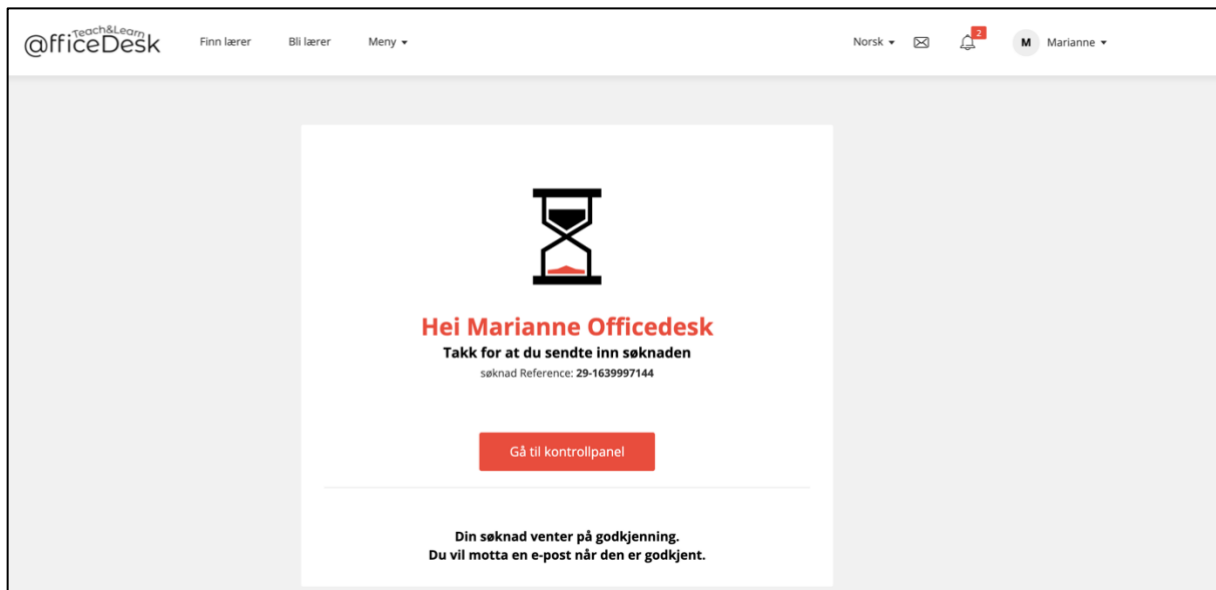 Teach&Learn
@fficeDesk
Finn lærer
Bli lærer
Meny
Norsk
2
M
Marianne
Hei Marianne Officedesk
Takk for at du sendte inn søknaden
søknad Reference: 29-1639997144
Gå til kontrollpanel
Din søknad venter på godkjenning.
Du vil motta en e-post når den er godkjent.